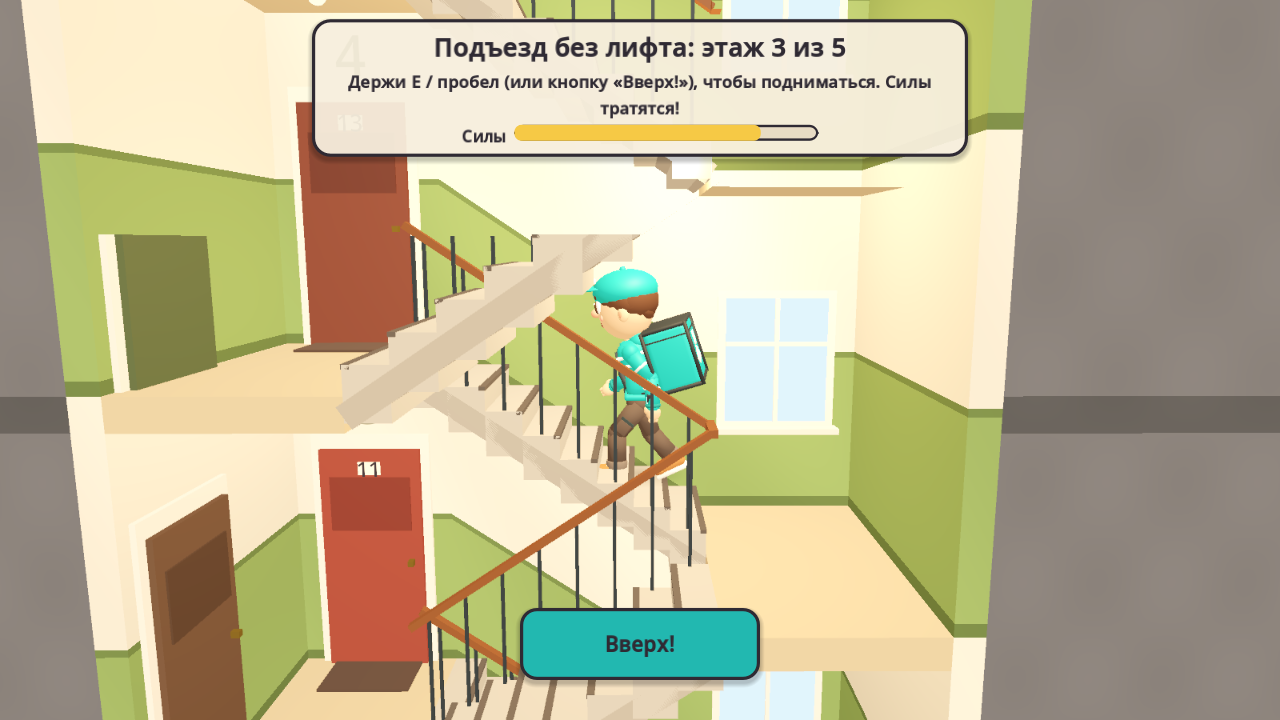 Подъезд без лифта: этаж 3 из 5
Держи E / пробел (или кнопку «Вверх!»), чтобы подниматься. Силы
тратятся!
Силы
4
11
Вверх!